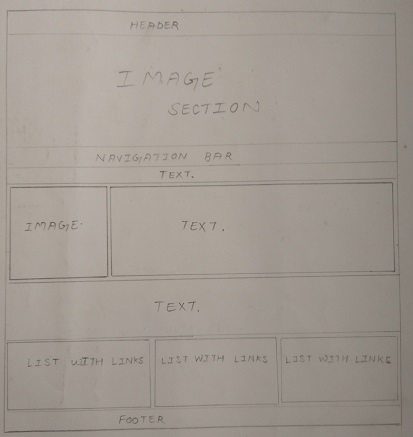 HEADER
IMAGE
SECTION
NAVIGATION BAR
TEXT.
IMAGE
TEXT.
TEXT.
LIST WITH LINKS
LIST WITH LINKS
LIST WITH LINKS
FOOTER